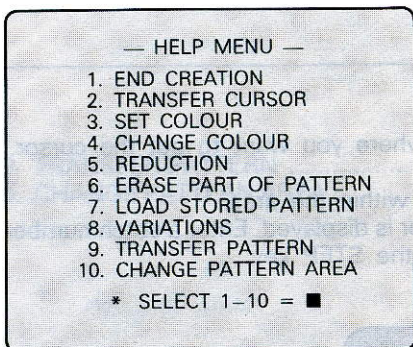 — HELP MENU —
1. END CREATION
2. TRANSFER CURSOR
3. SET COLOUR
4. CHANGE COLOUR
5. REDUCTION
6. ERASE PART OF PATTERN
7. LOAD STORED PATTERN
8. VARIATIONS
9. TRANSFER PATTERN
10. CHANGE PATTERN AREA
* SELECT 1–10 = ■